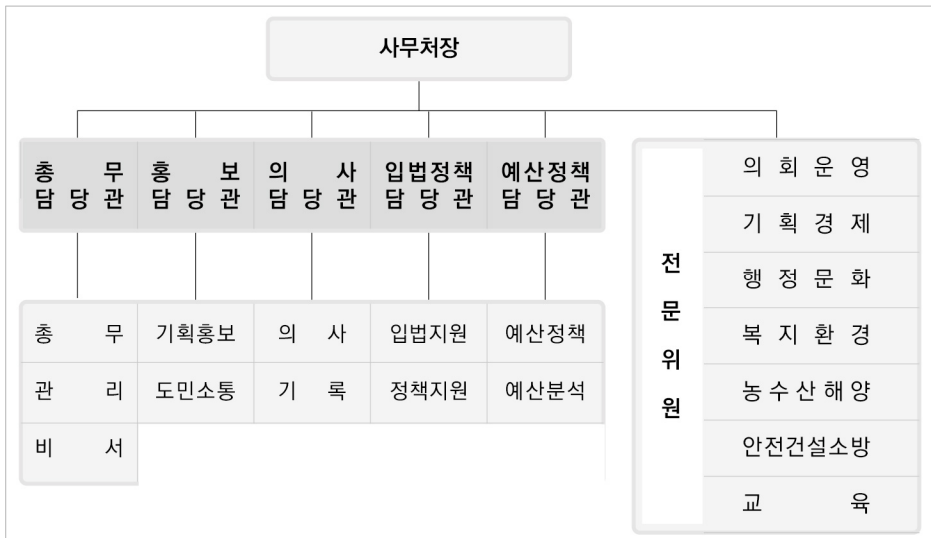 사무처장
총 무 홍 보 의 사 입법정책 예산정책
담 당 관 담 당 관 담 당 관 담 당 관 담 당 관
총 무 기획홍보 의 사 입법지원 예산정책
관 리 도민소통 기 록 정책지원 예산분석
비 서
전
문
위
원
의 회 운 영
기 획 경 제
행 정 문 화
복 지 환 경
농 수 산 해 양
안전건설소방
교 육